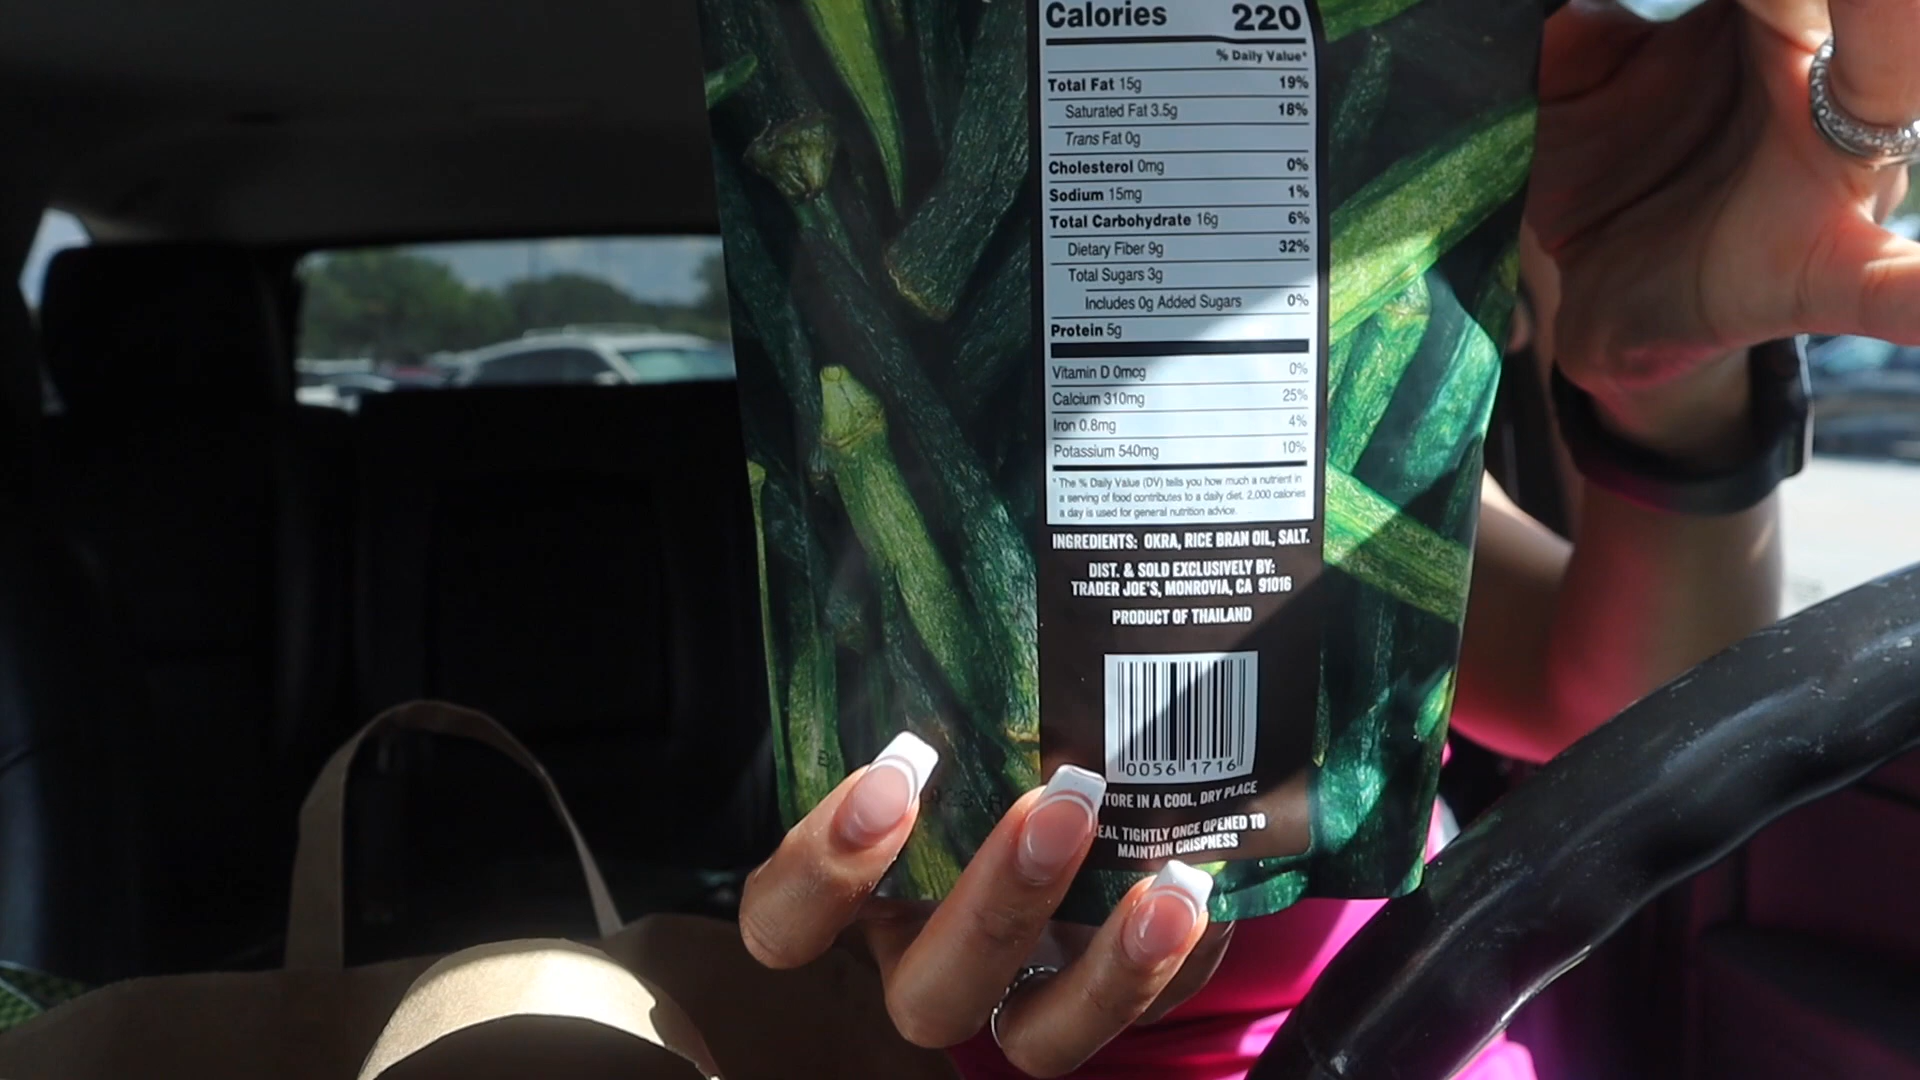 Calories 220
% Daily Value*
Total Fat 15g 19%
Saturated Fat 3.5g 18%
Trans Fat 0g
Cholesterol 0mg 0%
Sodium 15mg 1%
Total Carbohydrate 16g 6%
Dietary Fiber 9g 32%
Total Sugars 3g
Includes 0g Added Sugars 0%
Protein 5g
Vitamin D 0mcg 0%
Calcium 310mg 25%
Iron 0.8mg 4%
Potassium 540mg 10%
* The % Daily Value (DV) tells you how much a nutrient in
a serving of food contributes to a daily diet. 2,000 calories
a day is used for general nutrition advice.
INGREDIENTS: OKRA, RICE BRAN OIL, SALT.
DIST. & SOLD EXCLUSIVELY BY:
TRADER JOE'S, MONROVIA, CA 91016
PRODUCT OF THAILAND
0056 1716
TORE IN A COOL, DRY PLACE
EAL TIGHTLY ONCE OPENED TO
MAINTAIN CRISPNESS